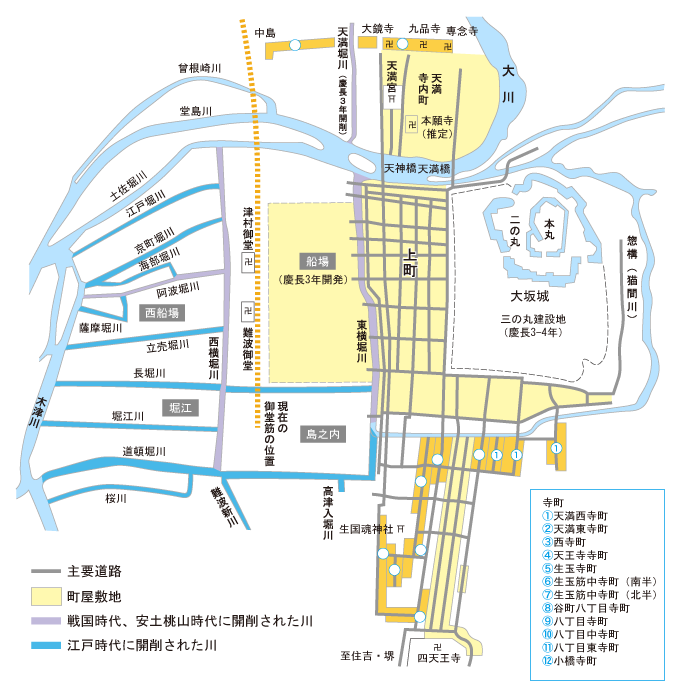 中島
天満堀川（慶長３年開削）
大鏡寺
九品寺
専念寺
卍
卍
卍
曽根崎川
堂島川
天満宮
天満
寺内町
卍
本願寺
（推定）
大川
天神橋
天満橋
土佐堀川
江戸堀川
京町堀川
海部堀川
阿波堀川
西船場
薩摩堀川
立売堀川
西横堀川
津村御堂
卍
卍
難波御堂
船場
（慶長3年開発）
東横堀川
上町
二の丸
本丸
大坂城
三の丸建設地
（慶長3−4年）
惣構（猫間川）
長堀川
木津川
堀江川
堀江
道頓堀川
桜川
現在の
御堂筋の位置
島之内
難波新川
高津入堀川
生国魂神社
①
①
①
卍
四天王寺
至住吉・堺
主要道路
町屋敷地
戦国時代、安土桃山時代に開削された川
江戸時代に開削された川
寺町
①天満西寺町
②天満東寺町
③西寺町
④天王寺寺町
⑤生玉寺町
⑥生玉筋中寺町（南半）
⑦生玉筋中寺町（北半）
⑧谷町八丁目寺町
⑨八丁目寺町
⑩八丁目中寺町
⑪八丁目東寺町
⑫小橋寺町